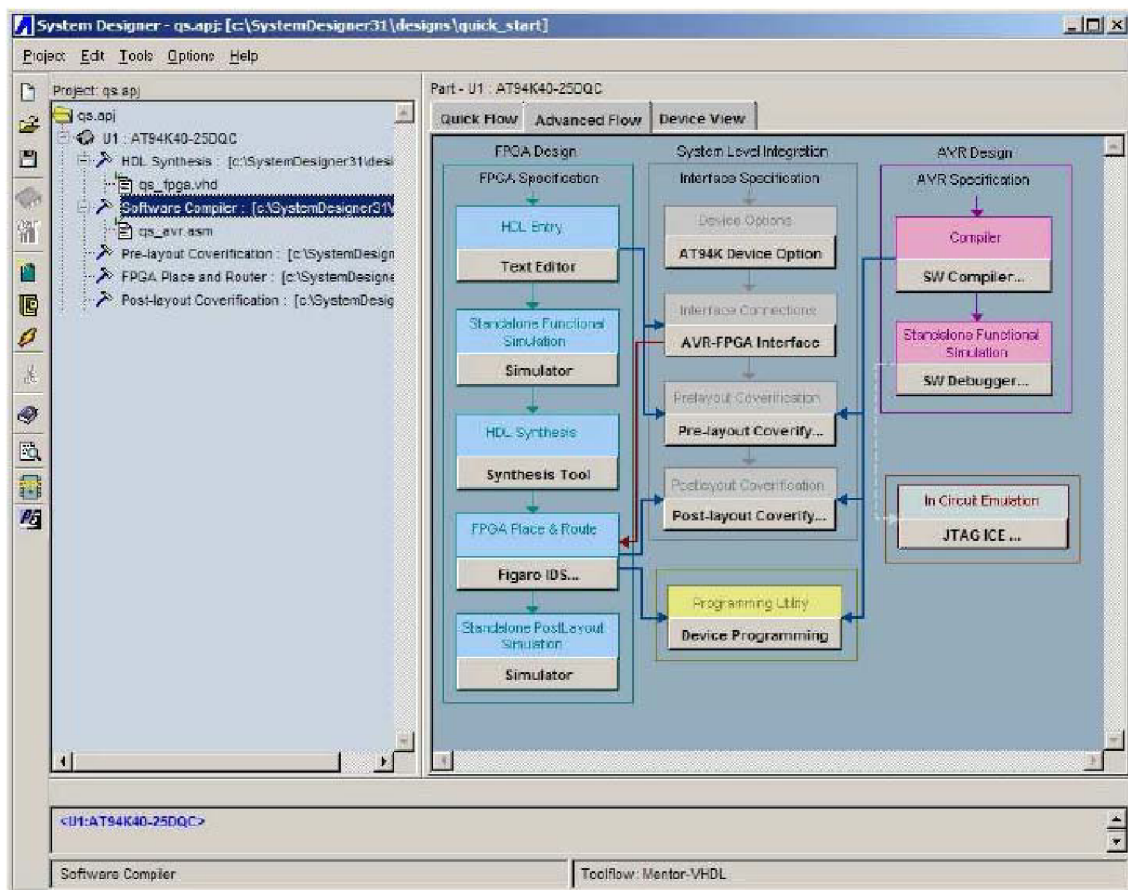 System Designer - qs.apj: [c:\SystemDesigner31\designs\quick_start]
Project Edit Tools Options Help
Project: qs.apj
qs.apj
U1 : AT94K40-25DQC
HDL Synthesis : [c:\SystemDesigner31\desi
qs_fpga.vhd
Software Compiler : [c:\SystemDesigner31\
qs_avr.asm
Pre-layout Coverification : [c:\SystemDesign
FPGA Place and Router : [c:\SystemDesigne
Post-layout Coverification : [c:\SystemDesig
Part - U1 : AT94K40-25DQC
Quick Flow Advanced Flow Device View
FPGA Design
FPGA Specification
HDL Entry
Text Editor
Standalone Functional
Simulation
Simulator
HDL Synthesis
Synthesis Tool
FPGA Place & Route
Figaro IDS...
Standalone PostLayout
Simulation
Simulator
System Level Integration
Interface Specification
Device Options
AT94K Device Option
Interface Connections
AVR-FPGA Interface
Prelayout Coverification
Pre-layout Coverify...
Postlayout Coverification
Post-layout Coverify...
Programming Utility
Device Programming
AVR Design
AVR Specification
Compiler
SW Compiler...
Standalone Functional
Simulation
SW Debugger...
In Circuit Emulation
JTAG ICE ...
<U1:AT94K40-25DQC>
Software Compiler
Toolflow: Mentor-VHDL